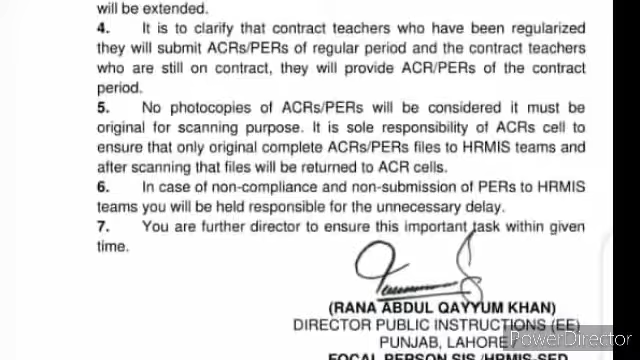 will be extended.
4. It is to clarify that contract teachers who have been regularized
they will submit ACRs/PERs of regular period and the contract teachers
who are still on contract, they will provide ACR/PERs of the contract
period.
5. No photocopies of ACRs/PERs will be considered it must be
original for scanning purpose. It is sole responsibility of ACRs cell to
ensure that only original complete ACRs/PERs files to HRMIS teams and
after scanning that files will be returned to ACR cells.
6. In case of non-compliance and non-submission of PERs to HRMIS
teams you will be held responsible for the unnecessary delay.
7. You are further director to ensure this important task within given
time.
(RANA ABDUL QAYYUM KHAN)
DIRECTOR PUBLIC INSTRUCTIONS (EE)
PUNJAB, LAHORE
PowerDirector
FOCAL PERSON SIS /HRMIS-SED